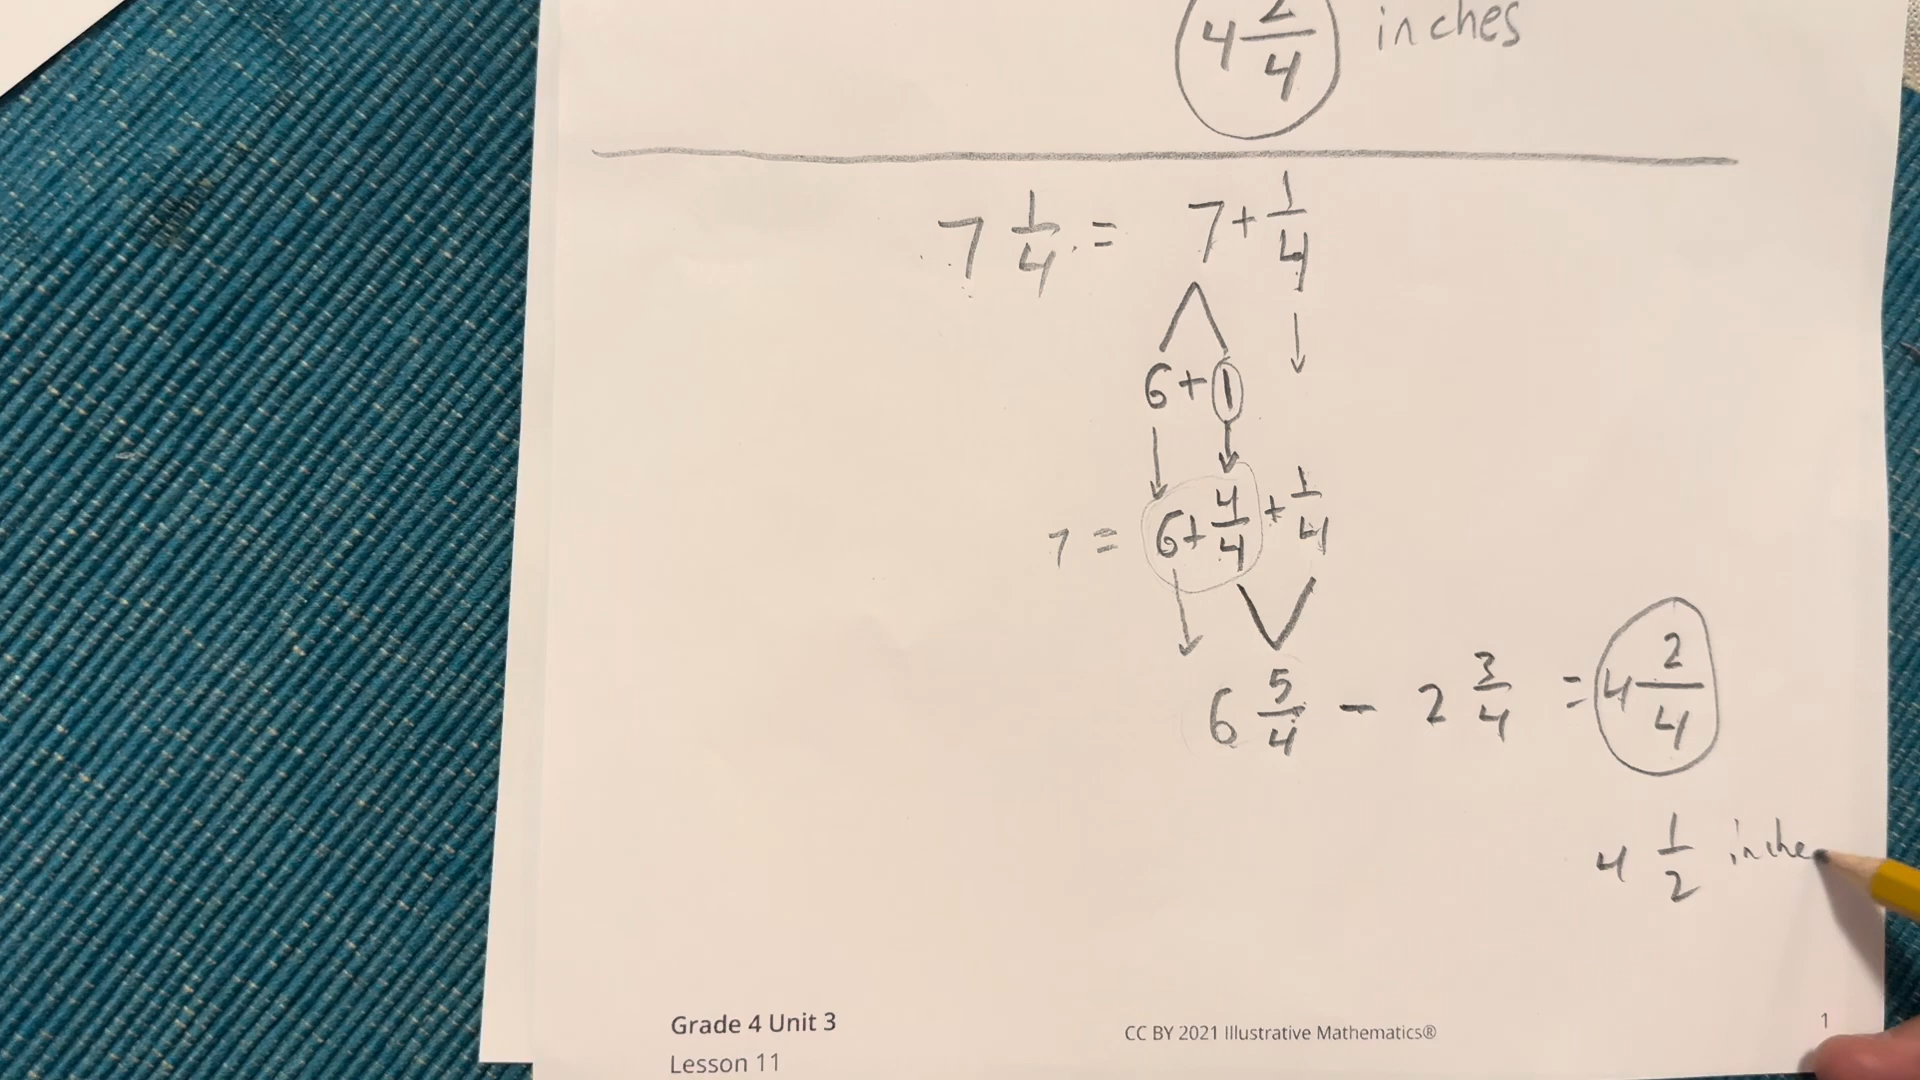 4 2/4 inches
7 1/4 = 7 + 1/4
6 + 1
7 = 6 + 4/4 + 1/4
6 5/4 - 2 3/4 = 4 2/4
4 1/2 inche
Grade 4 Unit 3
CC BY 2021 Illustrative Mathematics®
1
Lesson 11